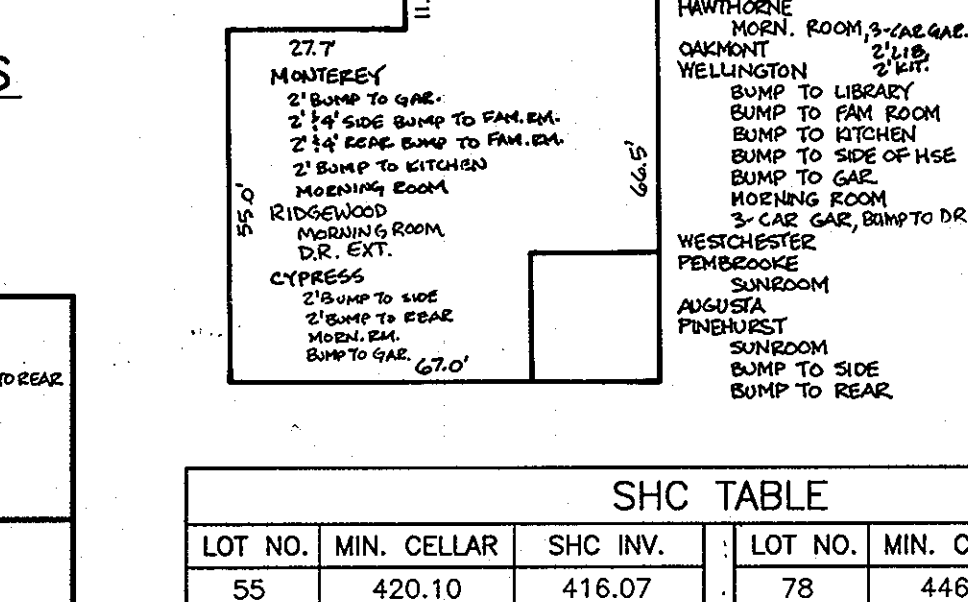 S
11.
27.7'
MONTEREY
2' BUMP TO GAR.
2' & 4' SIDE BUMP TO FAM. RM.
2' & 4' REAR BUMP TO FAM. RM.
2' BUMP TO KITCHEN
MORNING ROOM
RIDGEWOOD
MORNING ROOM
D.R. EXT.
CYPRESS
2' BUMP TO SIDE
2' BUMP TO REAR
MORN. RM.
BUMP TO GAR.
55.0'
67.0'
66.5'
HAWTHORNE
MORN. ROOM, 3-CAR GAR.
OAKMONT 2' LIB,
WELLINGTON 2' KIT.
BUMP TO LIBRARY
BUMP TO FAM ROOM
BUMP TO KITCHEN
BUMP TO SIDE OF HSE
BUMP TO GAR
MORNING ROOM
3-CAR GAR, BUMP TO DR
WESTCHESTER
PEMBROOKE
SUNROOM
AUGUSTA
PINEHURST
SUNROOM
BUMP TO SIDE
BUMP TO REAR
TO REAR
SHC TABLE
LOT NO. MIN. CELLAR SHC INV. LOT NO. MIN. C
55 420.10 416.07 78 446